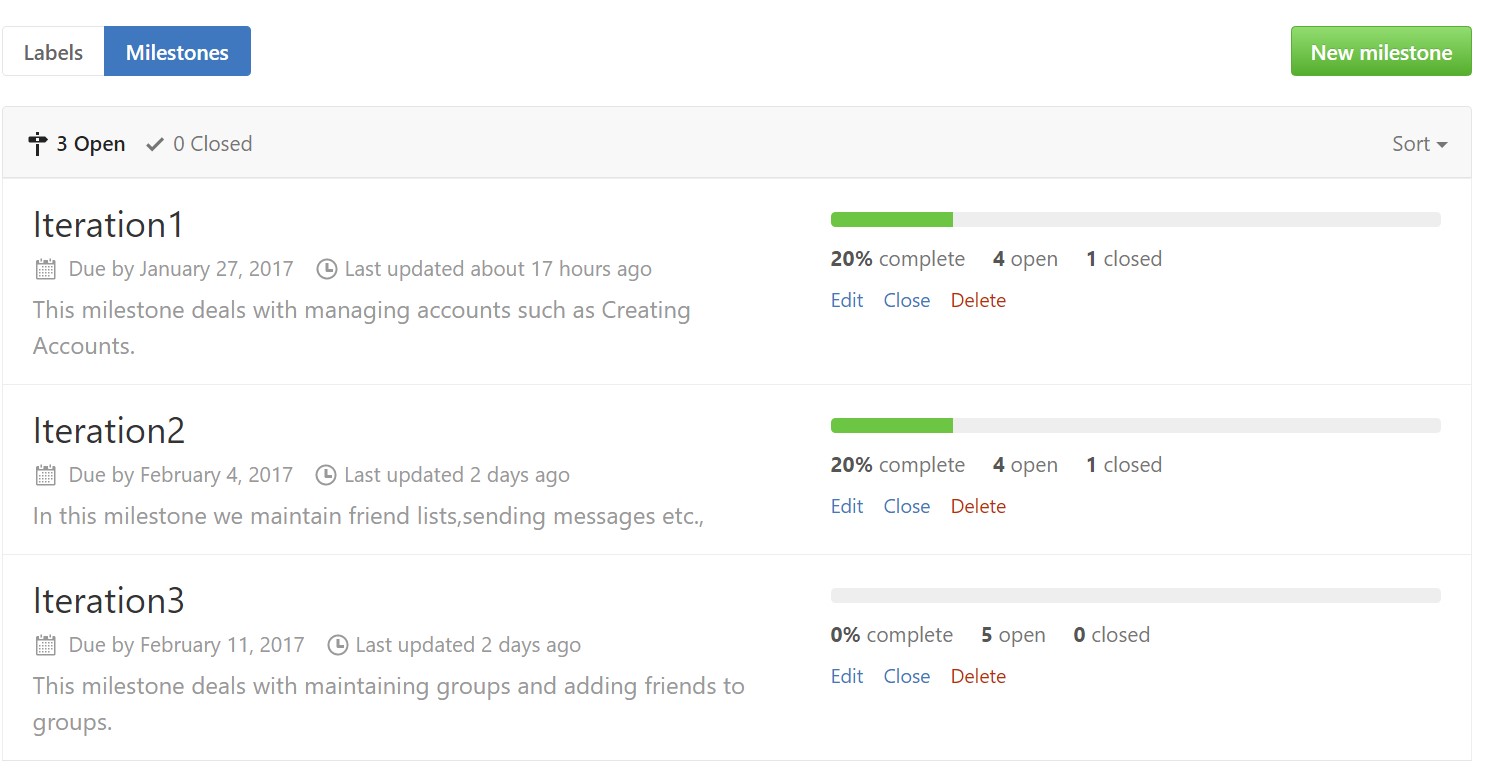 Labels Milestones New milestone
3 Open 0 Closed Sort
Iteration1
Due by January 27, 2017 Last updated about 17 hours ago
This milestone deals with managing accounts such as Creating
Accounts.
20% complete 4 open 1 closed
Edit Close Delete
Iteration2
Due by February 4, 2017 Last updated 2 days ago
In this milestone we maintain friend lists,sending messages etc.,
20% complete 4 open 1 closed
Edit Close Delete
Iteration3
Due by February 11, 2017 Last updated 2 days ago
This milestone deals with maintaining groups and adding friends to
groups.
0% complete 5 open 0 closed
Edit Close Delete